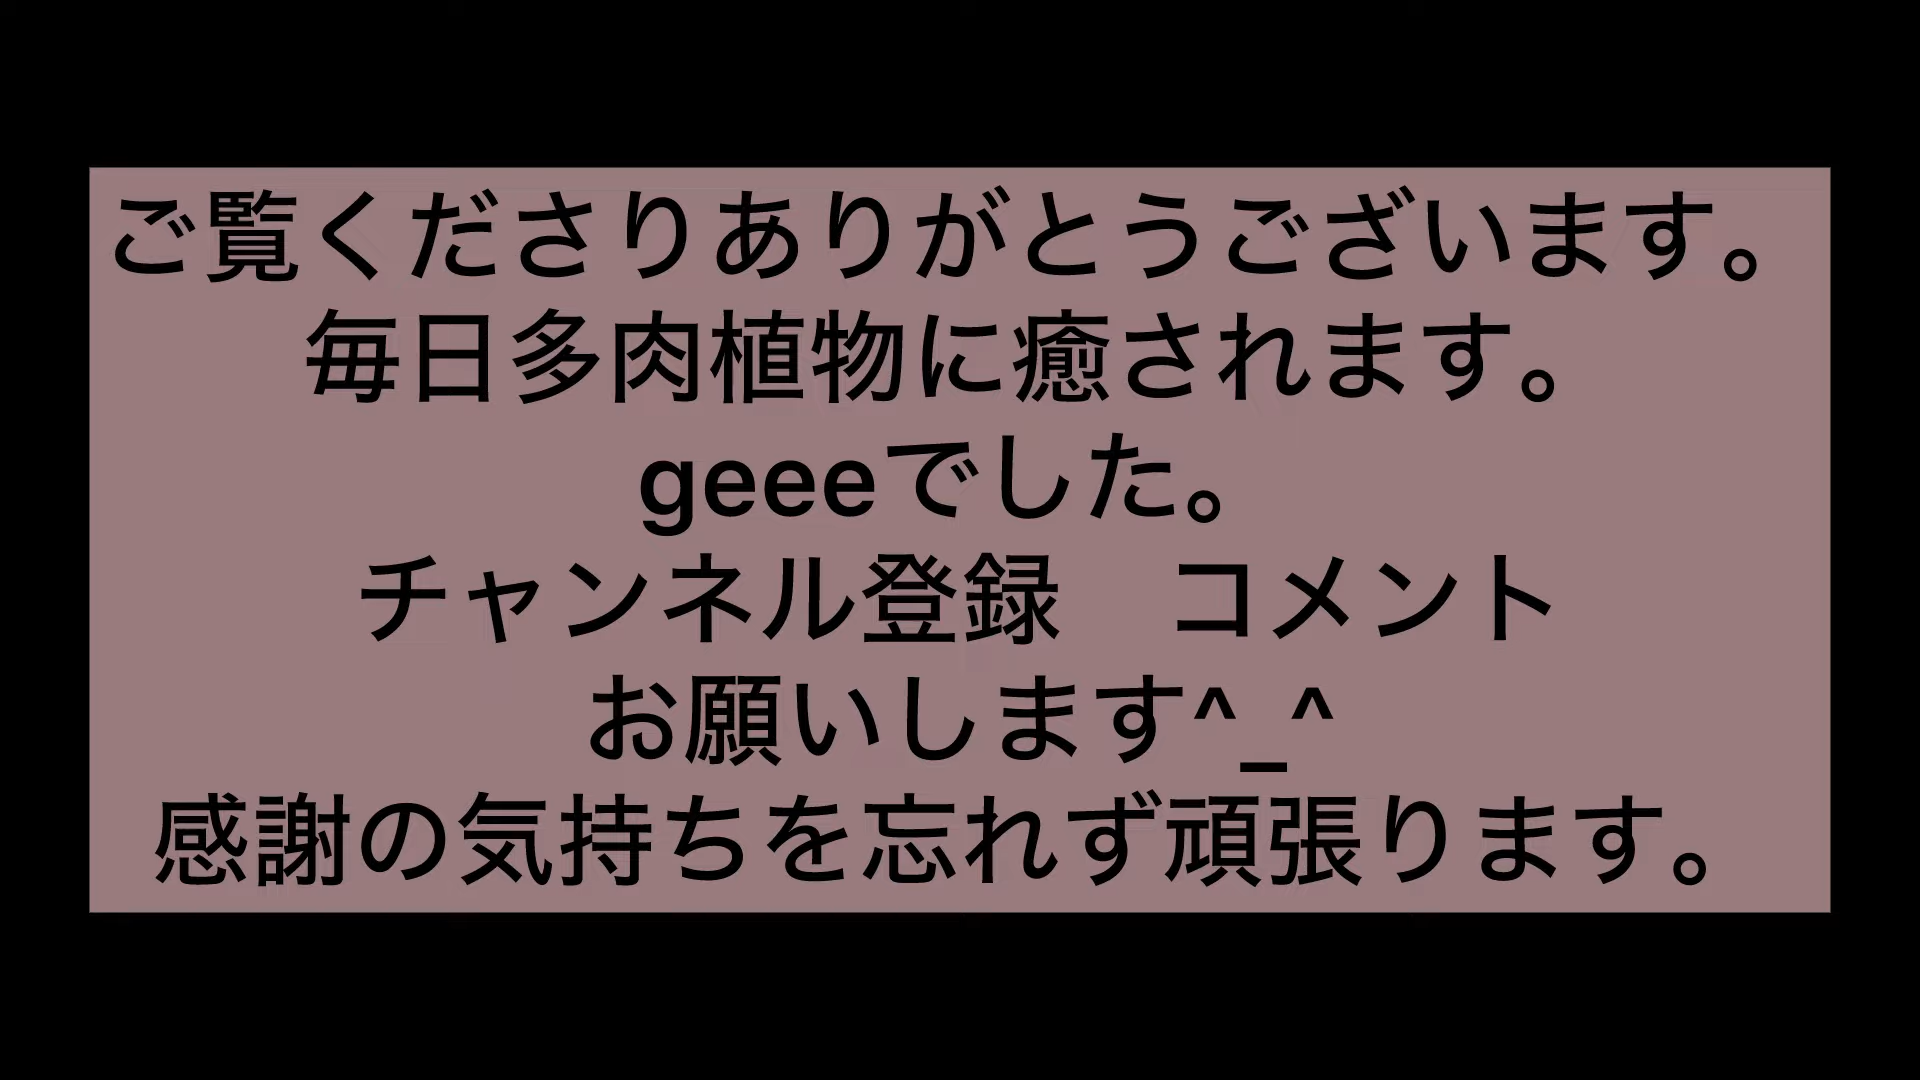 ご覧くださりありがとうございます。
毎日多肉植物に癒されます。
geeeでした。
チャンネル登録　コメント
お願いします^_^
感謝の気持ちを忘れず頑張ります。